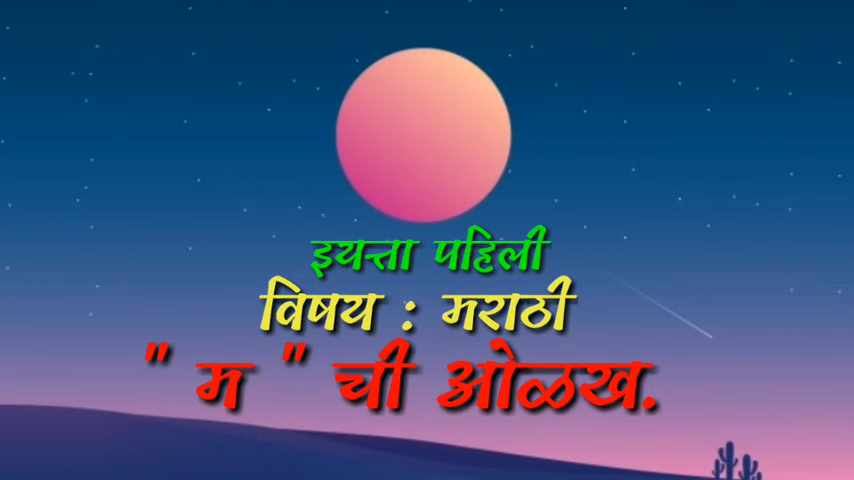 इयत्ता पहिली
विषय : मराठी
" म " ची ओळख.